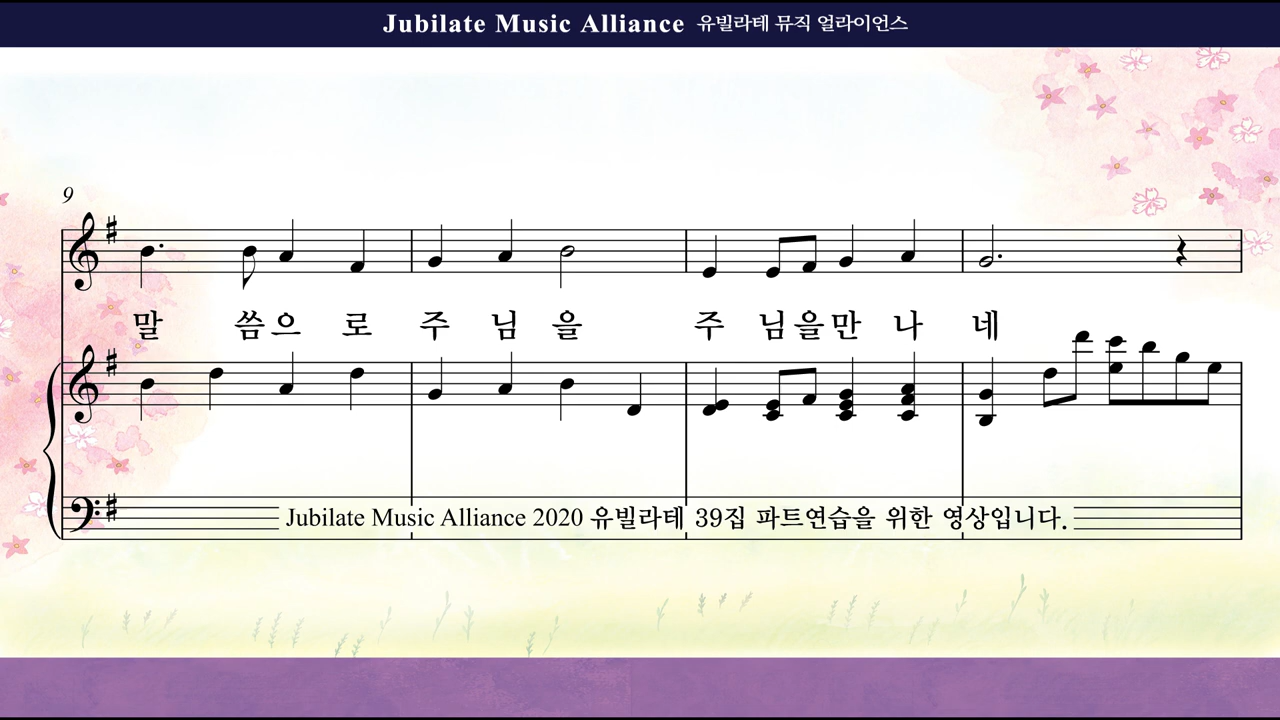 Jubilate Music Alliance 유빌라테 뮤직 얼라이언스
9
말 씀으 로 주 님 을 주 님을만 나 네
Jubilate Music Alliance 2020 유빌라테 39집 파트연습을 위한 영상입니다.